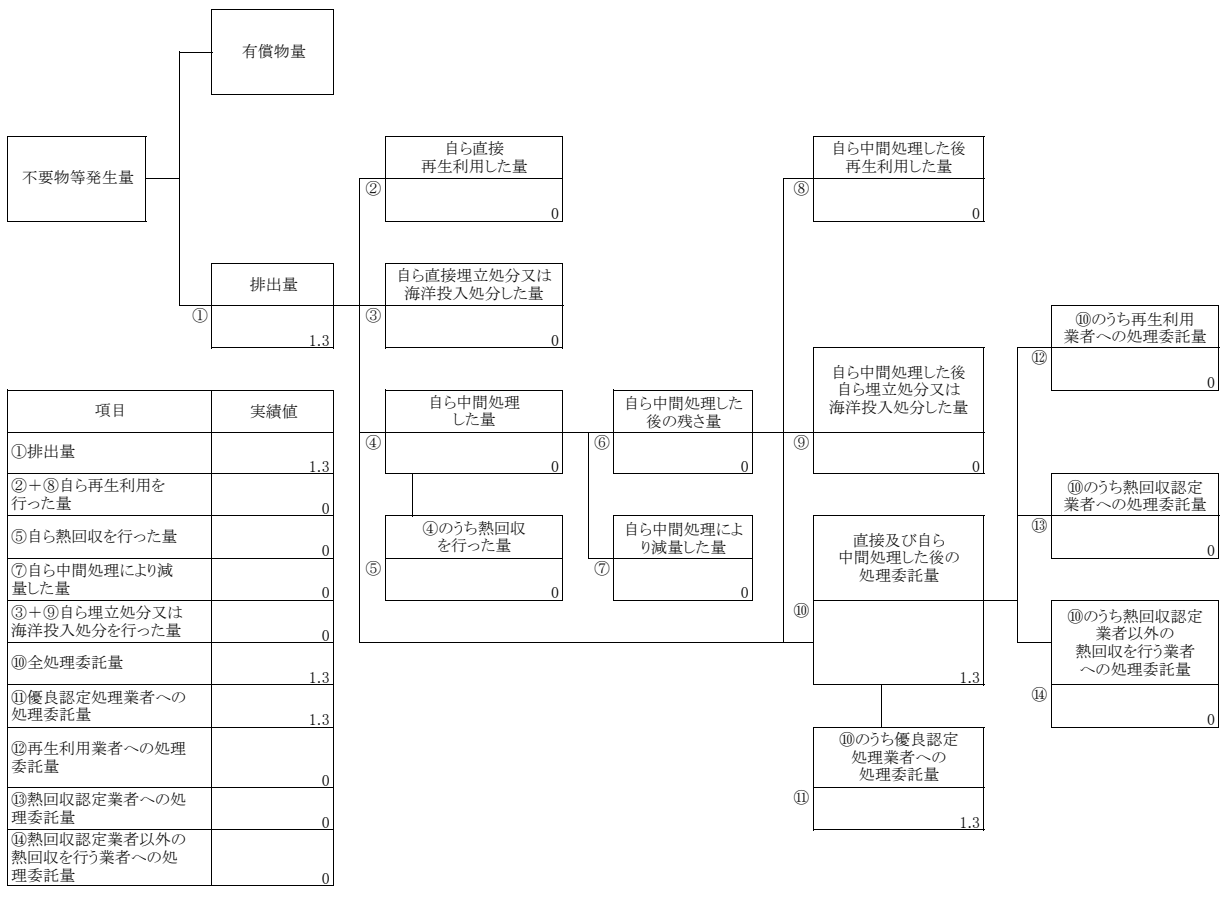 有償物量
不要物等発生量
排出量
①
1.3
自ら直接
再生利用した量
②
0
自ら直接埋立処分又は
海洋投入処分した量
③
0
自ら中間処理
した量
④
0
④のうち熱回収
を行った量
⑤
0
自ら中間処理した
後の残さ量
⑥
0
自ら中間処理によ
り減量した量
⑦
0
自ら中間処理した後
再生利用した量
⑧
0
自ら中間処理した後
自ら埋立処分又は
海洋投入処分した量
⑨
0
直接及び自ら
中間処理した後の
処理委託量
⑩
1.3
⑩のうち優良認定
処理業者への
処理委託量
⑪
1.3
⑩のうち再生利用
業者への処理委託量
⑫
0
⑩のうち熱回収認定
業者への処理委託量
⑬
0
⑩のうち熱回収認定
業者以外の
熱回収を行う業者
への処理委託量
⑭
0
項目 実績値
①排出量
1.3
②+⑧自ら再生利用を
行った量
0
⑤自ら熱回収を行った量
0
⑦自ら中間処理により減
量した量
0
③+⑨自ら埋立処分又は
海洋投入処分を行った量
0
⑩全処理委託量
1.3
⑪優良認定処理業者への
処理委託量
1.3
⑫再生利用業者への処理
委託量
0
⑬熱回収認定業者への処
理委託量
0
⑭熱回収認定業者以外の
熱回収を行う業者への処
理委託量
0